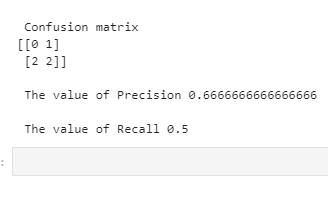 Confusion matrix
[[0 1]
[2 2]]
The value of Precision 0.6666666666666666
The value of Recall 0.5
: